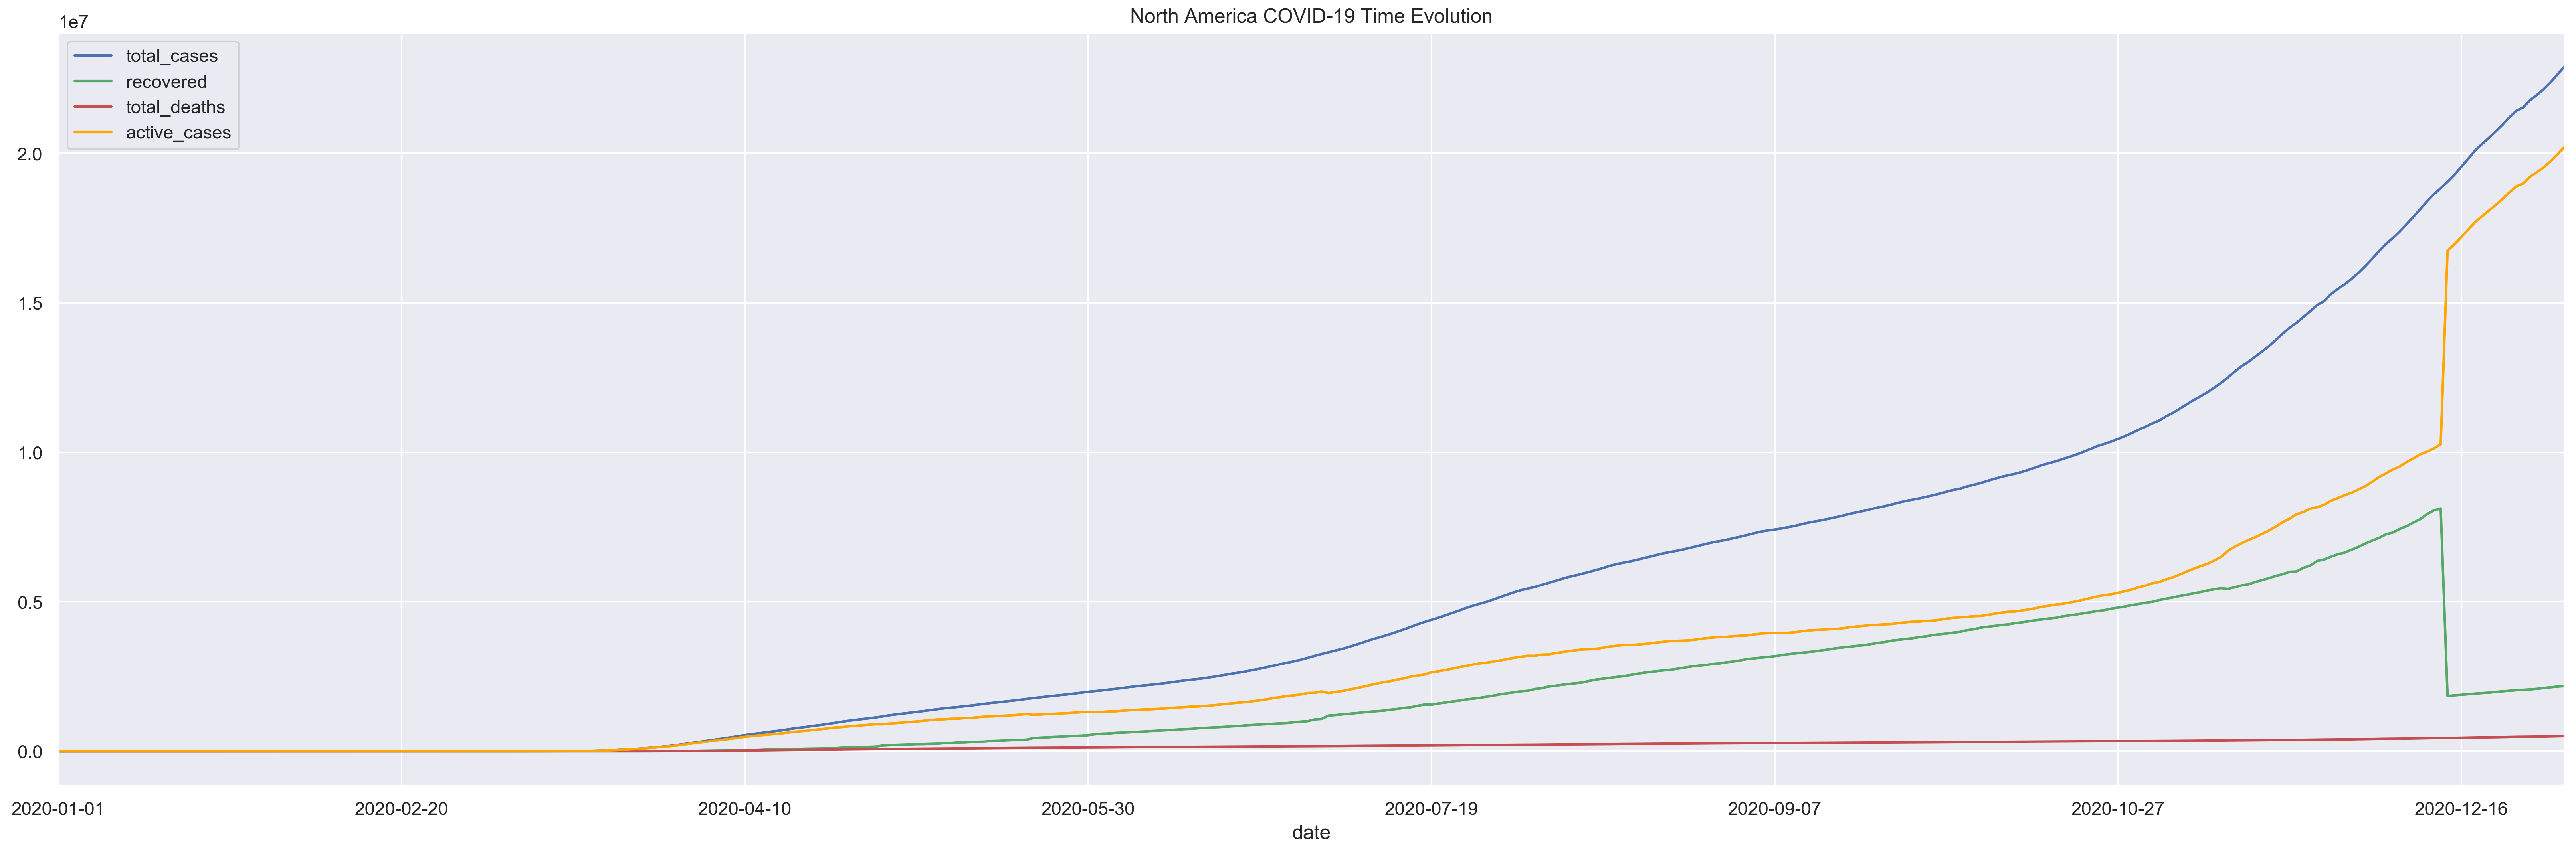 North America COVID-19 Time Evolution
1e7
total_cases
recovered
total_deaths
active_cases
2.0
1.5
1.0
0.5
0.0
2020-01-01 2020-02-20 2020-04-10 2020-05-30 2020-07-19 2020-09-07 2020-10-27 2020-12-16
date